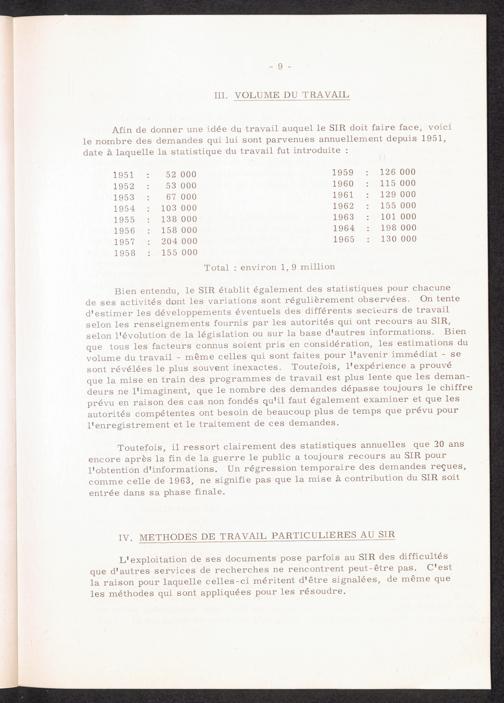 - 9 -
III. VOLUME DU TRAVAIL
Afin de donner une idée du travail auquel le SIR doit faire face, voici
le nombre des demandes qui lui sont parvenues annuellement depuis 1951,
date à laquelle la statistique du travail fut introduite :
1951 : 52 000
1952 : 53 000
1953 : 67 000
1954 : 103 000
1955 : 138 000
1956 : 158 000
1957 : 204 000
1958 : 155 000
1959 : 126 000
1960 : 115 000
1961 : 129 000
1962 : 155 000
1963 : 101 000
1964 : 198 000
1965 : 130 000
Total : environ 1, 9 million
Bien entendu, le SIR établit également des statistiques pour chacune
de ses activités dont les variations sont régulièrement observées. On tente
d'estimer les développements éventuels des différents secteurs de travail
selon les renseignements fournis par les autorités qui ont recours au SIR,
selon l'évolution de la législation ou sur la base d'autres informations. Bien
que tous les facteurs connus soient pris en considération, les estimations du
volume du travail - même celles qui sont faites pour l'avenir immédiat - se
sont révélées le plus souvent inexactes. Toutefois, l'expérience a prouvé
que la mise en train des programmes de travail est plus lente que les deman-
deurs ne l'imaginent, que le nombre des demandes dépasse toujours le chiffre
prévu en raison des cas non fondés qu'il faut également examiner et que les
autorités compétentes ont besoin de beaucoup plus de temps que prévu pour
l'enregistrement et le traitement de ces demandes.
Toutefois, il ressort clairement des statistiques annuelles que 20 ans
encore après la fin de la guerre le public a toujours recours au SIR pour
l'obtention d'informations. Un régression temporaire des demandes reçues,
comme celle de 1963, ne signifie pas que la mise à contribution du SIR soit
entrée dans sa phase finale.
IV. METHODES DE TRAVAIL PARTICULIERES AU SIR
L'exploitation de ses documents pose parfois au SIR des difficultés
que d'autres services de recherches ne rencontrent peut-être pas. C'est
la raison pour laquelle celles-ci méritent d'être signalées, de même que
les méthodes qui sont appliquées pour les résoudre.